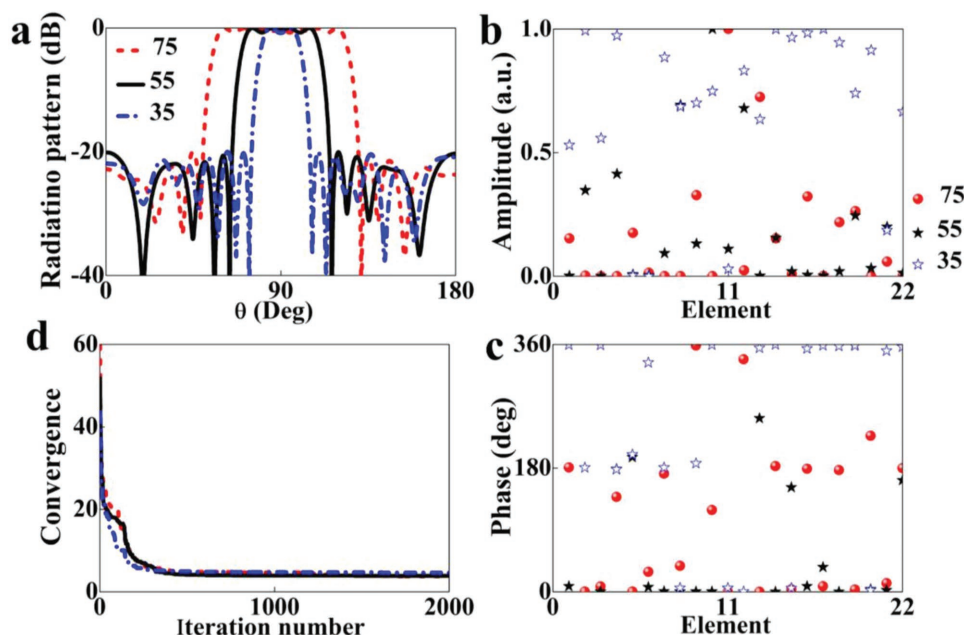 a
Radiatino pattern (dB)
0
-20
-40
75
55
35
0
90
180
θ (Deg)
b
Amplitude (a.u.)
1.0
0.5
0.0
0
11
22
Element
75
55
35
d
Convergence
60
40
20
0
0
1000
2000
Iteration number
c
Phase (deg)
360
180
0
0
11
22
Element